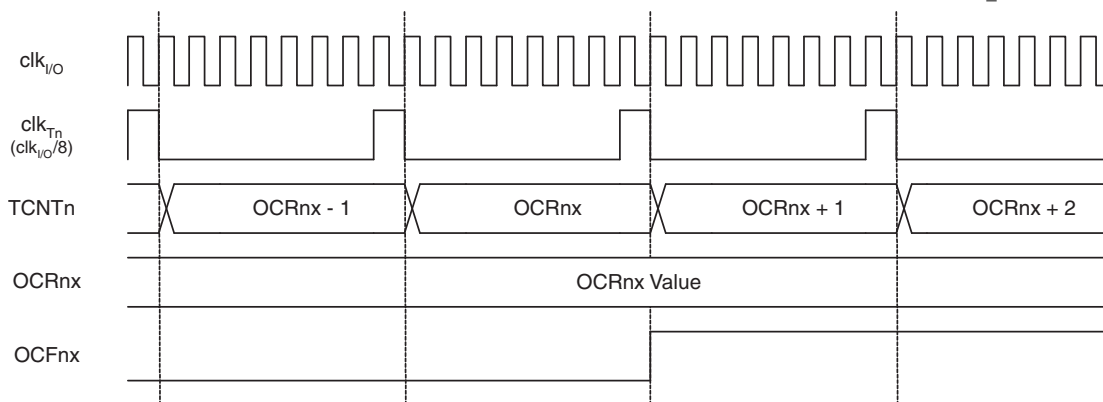 clkI/O
clkTn
(clkI/O/8)
TCNTn OCRnx - 1 OCRnx OCRnx + 1 OCRnx + 2
OCRnx OCRnx Value
OCFnx